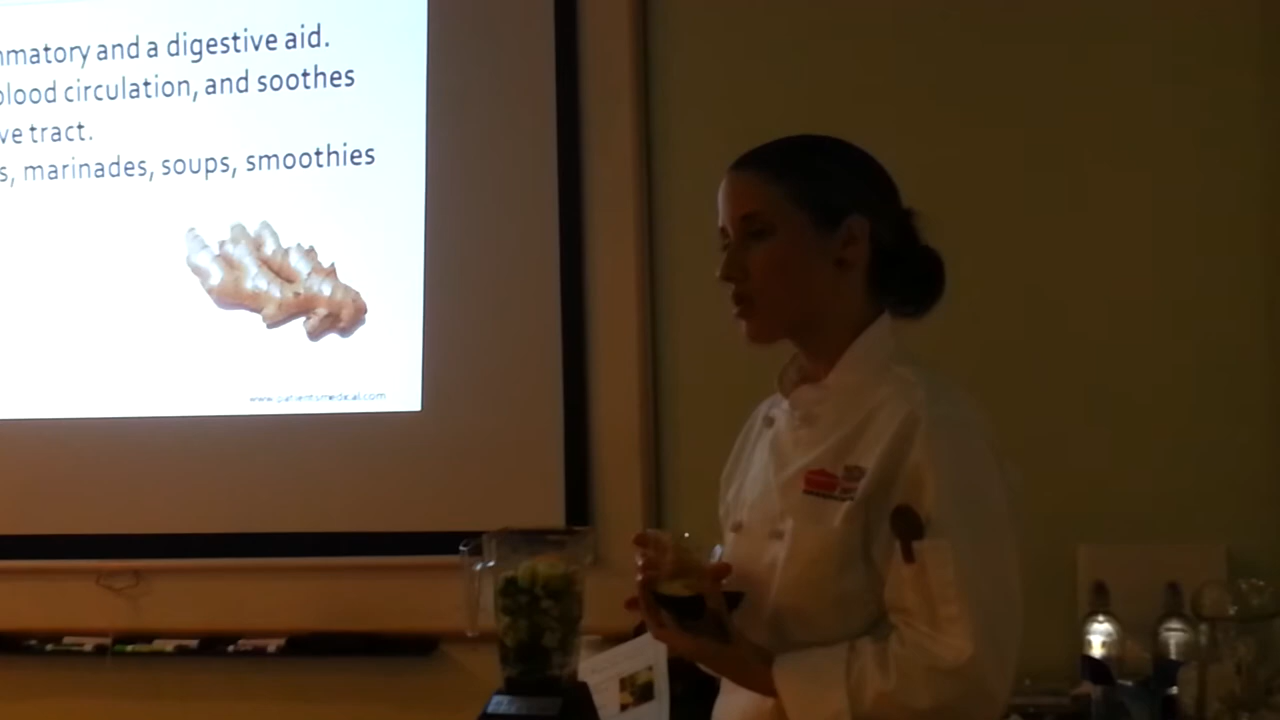 mmatory and a digestive aid.
blood circulation, and soothes
ve tract.
s, marinades, soups, smoothies
www.patientsmedical.com